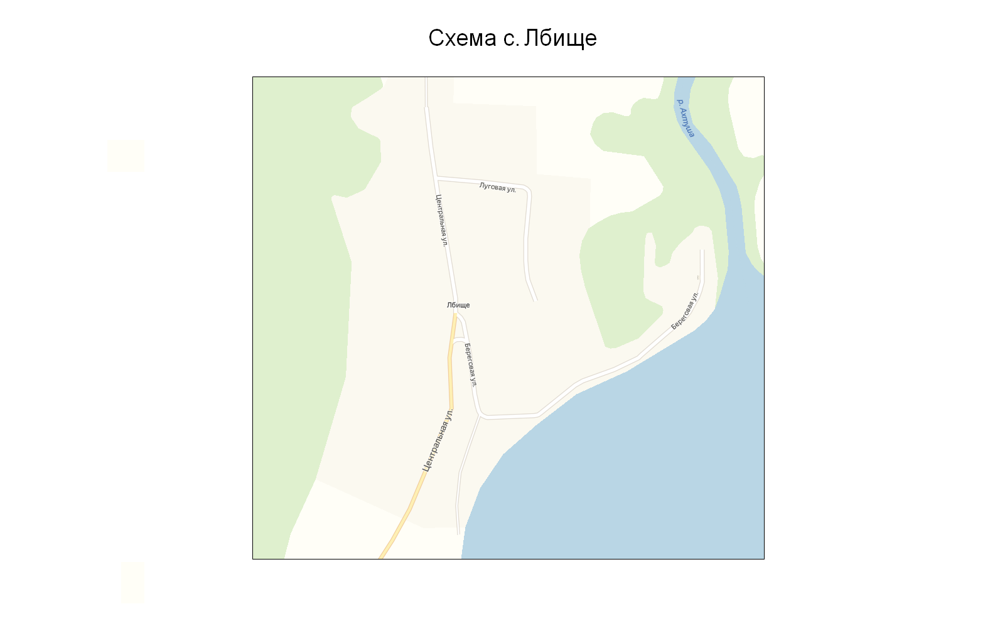 Схема с. Лбище
р. Ахтуша
Луговая ул.
Центральная ул.
Лбище
Береговая ул.
Береговая ул.
Центральная ул.